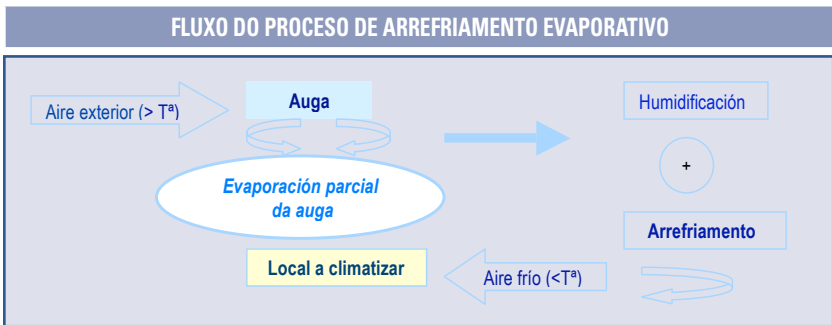 FLUXO DO PROCESO DE ARREFRIAMENTO EVAPORATIVO
Aire exterior (> Tª)
Auga
Evaporación parcial
da auga
Humidificación
+
Arrefriamento
Aire frío (<Tª)
Local a climatizar